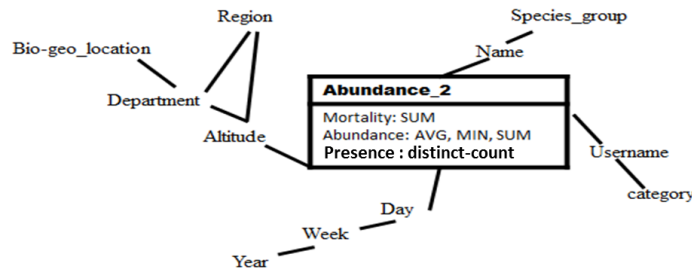 Region
Species_group
Bio-geo_location
Name
Department
Abundance_2
Mortality: SUM
Abundance: AVG, MIN, SUM
Presence : distinct-count
Altitude
Username
category
Day
Week
Year